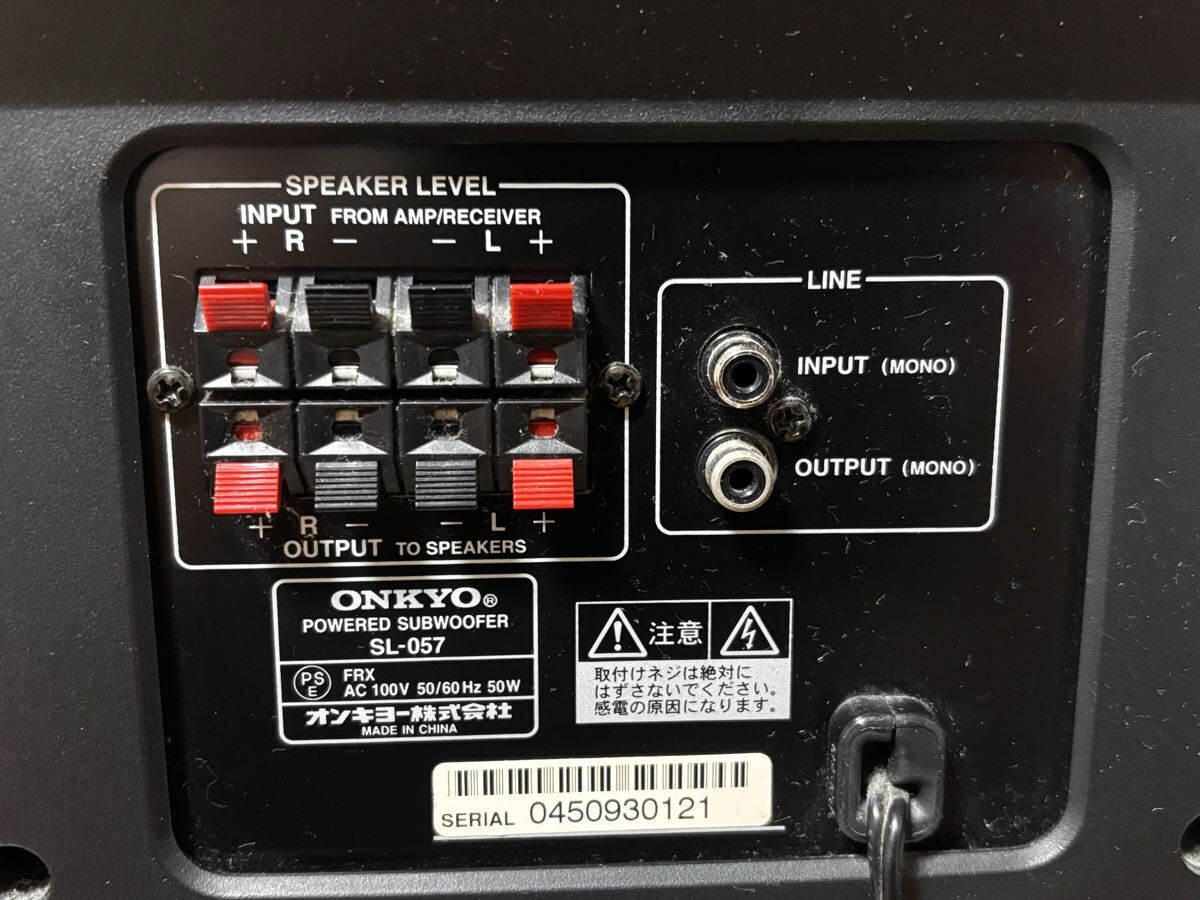 SPEAKER LEVEL
INPUT FROM AMP/RECEIVER
+ R − − L +
LINE
INPUT (MONO)
OUTPUT (MONO)
+ R − − L +
OUTPUT TO SPEAKERS
ONKYO®
POWERED SUBWOOFER
SL-057
PS
E
FRX
AC 100V 50/60Hz 50W
オンキヨー株式会社
MADE IN CHINA
注意
取付けネジは絶対に
はずさないでください。
感電の原因になります。
SERIAL 0450930121